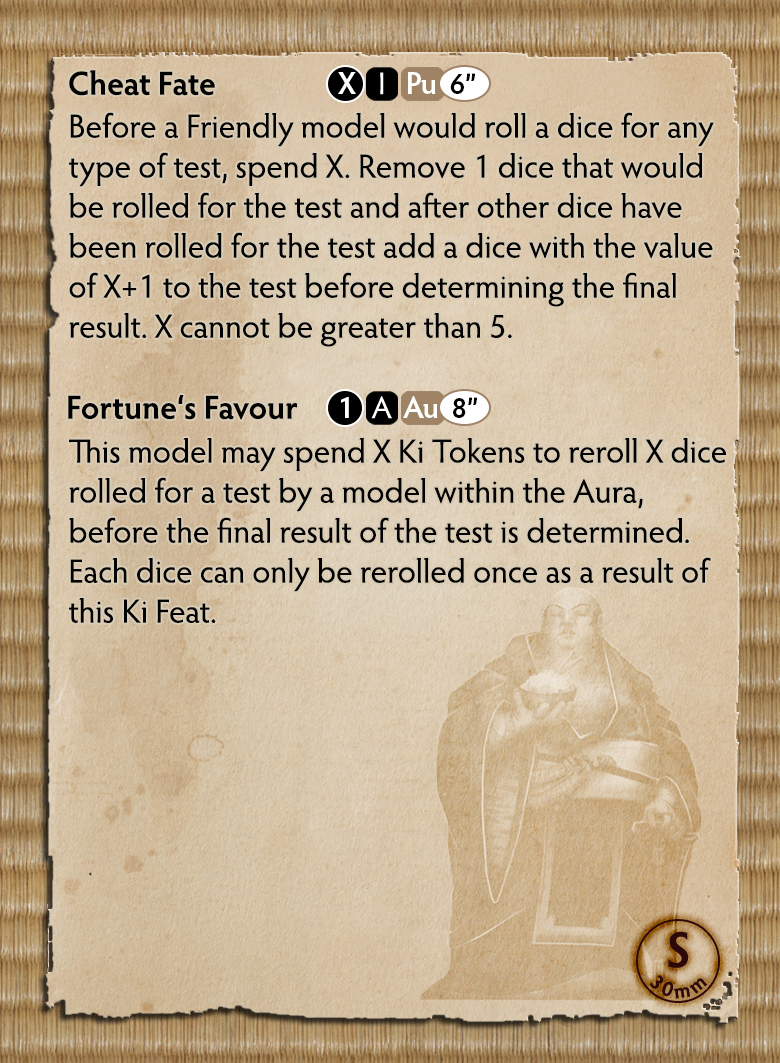 Cheat Fate X I Pu 6"
Before a Friendly model would roll a dice for any
type of test, spend X. Remove 1 dice that would
be rolled for the test and after other dice have
been rolled for the test add a dice with the value
of X+1 to the test before determining the final
result. X cannot be greater than 5.
Fortune‘s Favour 1 A Au 8"
This model may spend X Ki Tokens to reroll X dice
rolled for a test by a model within the Aura,
before the final result of the test is determined.
Each dice can only be rerolled once as a result of
this Ki Feat.
S
30mm